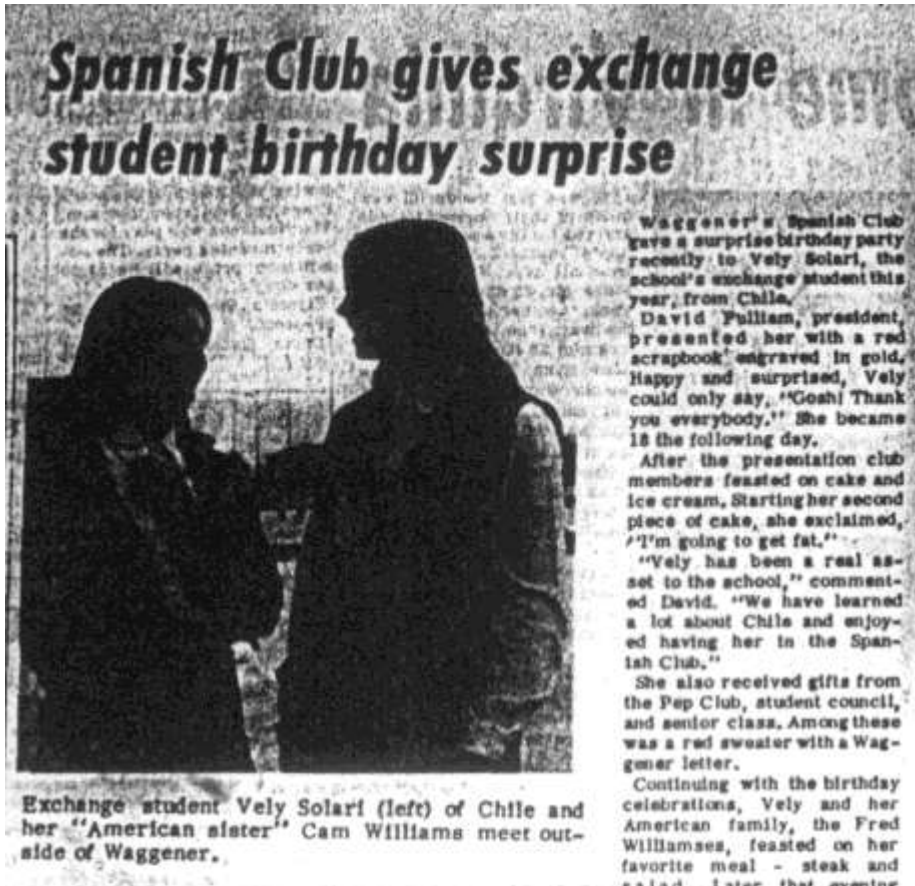 Spanish Club gives exchange
student birthday surprise
Waggener's Spanish Club
gave a surprise birthday party
recently to Vely Solari, the
school's exchange student this
year, from Chile.
David Pulliam, president,
presented her with a red
scrapbook engraved in gold.
Happy and surprised, Vely
could only say, "Gosh! Thank
you everybody." She became
18 the following day.
After the presentation club
members feasted on cake and
ice cream. Starting her second
piece of cake, she exclaimed,
"I'm going to get fat."
"Vely has been a real as-
set to the school," comment-
ed David. "We have learned
a lot about Chile and enjoy-
ed having her in the Span-
ish Club."
She also received gifts from
the Pep Club, student council,
and senior class. Among these
was a red sweater with a Wag-
gener letter.
Continuing with the birthday
celebrations, Vely and her
American family, the Fred
Williamses, feasted on her
favorite meal - steak and
salad. Later that evening
Exchange student Vely Solari (left) of Chile and
her "American sister" Cam Williams meet out-
side of Waggener.